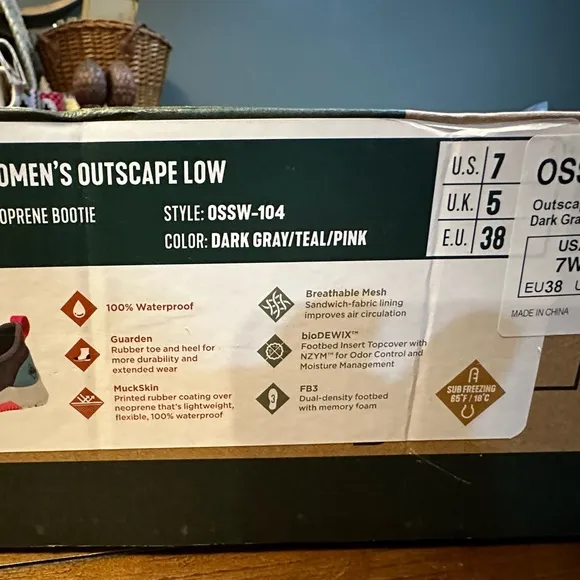 OMEN'S OUTSCAPE LOW
OPRENE BOOTIE
STYLE: OSSW-104
COLOR: DARK GRAY/TEAL/PINK
U.S. 7
U.K. 5
E.U. 38
OSS
Outsca
Dark Gra
US
7W
EU38 U
MADE IN CHINA
100% Waterproof
Guarden
Rubber toe and heel for
more durability and
extended wear
MuckSkin
Printed rubber coating over
neoprene that's lightweight,
flexible, 100% waterproof
Breathable Mesh
Sandwich-fabric lining
improves air circulation
bioDEWIX™
Footbed Insert Topcover with
NZYM™ for Odor Control and
Moisture Management
3
FB3
Dual-density footbed
with memory foam
SUB FREEZING
65°F / 18°C